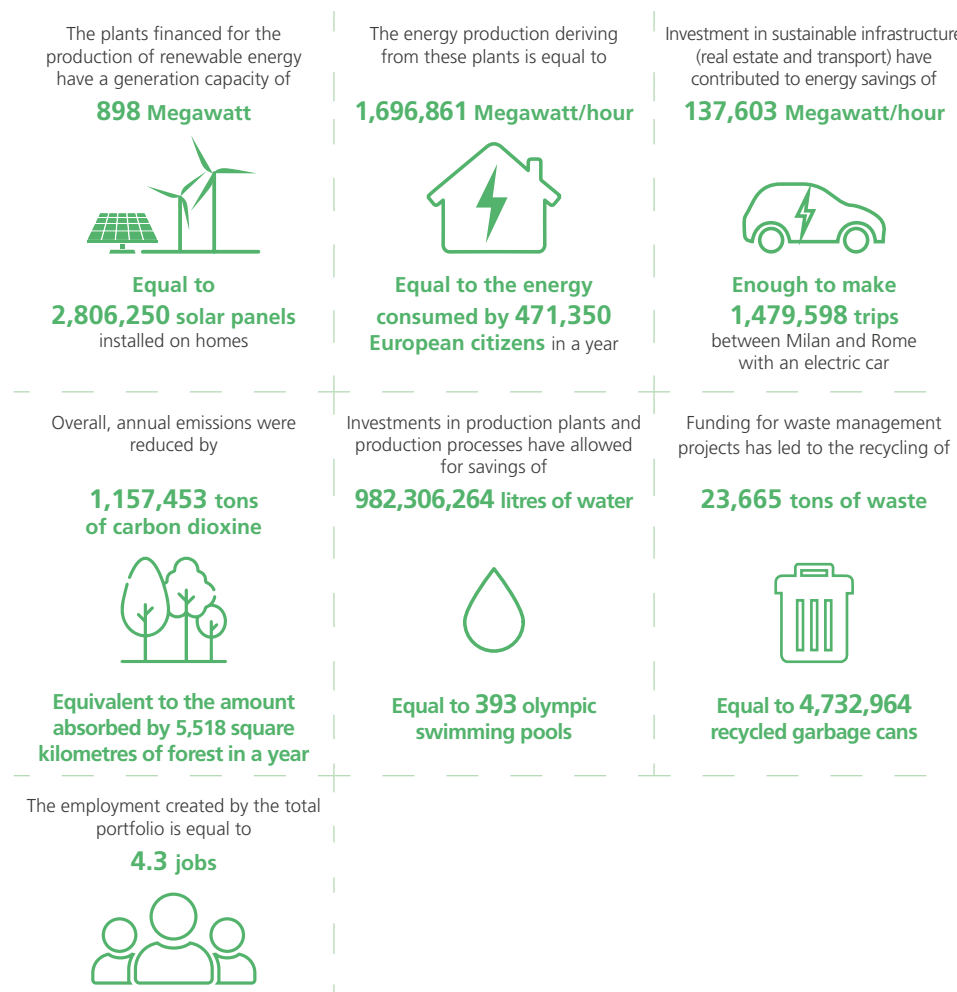 The plants financed for the
production of renewable energy
have a generation capacity of
898 Megawatt
Equal to
2,806,250 solar panels
installed on homes
The energy production deriving
from these plants is equal to
1,696,861 Megawatt/hour
Equal to the energy
consumed by 471,350
European citizens in a year
Investment in sustainable infrastructure
(real estate and transport) have
contributed to energy savings of
137,603 Megawatt/hour
Enough to make
1,479,598 trips
between Milan and Rome
with an electric car
Overall, annual emissions were
reduced by
1,157,453 tons
of carbon dioxine
Equivalent to the amount
absorbed by 5,518 square
kilometres of forest in a year
Investments in production plants and
production processes have allowed
for savings of
982,306,264 litres of water
Equal to 393 olympic
swimming pools
Funding for waste management
projects has led to the recycling of
23,665 tons of waste
Equal to 4,732,964
recycled garbage cans
The employment created by the total
portfolio is equal to
4.3 jobs